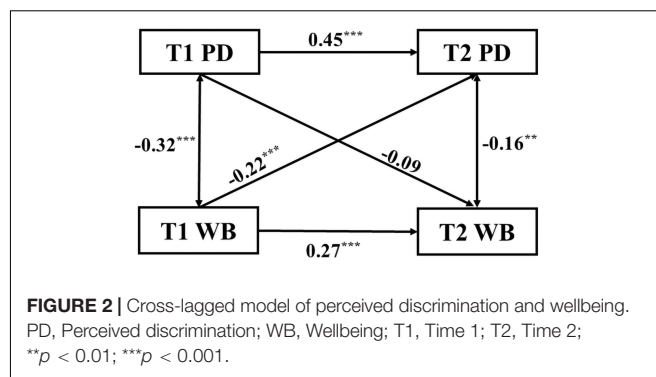 T1 PD
0.45***
T2 PD
-0.32***
-0.22***
-0.09
-0.16**
T1 WB
0.27***
T2 WB
FIGURE 2 | Cross-lagged model of perceived discrimination and wellbeing.
PD, Perceived discrimination; WB, Wellbeing; T1, Time 1; T2, Time 2;
**p < 0.01; ***p < 0.001.